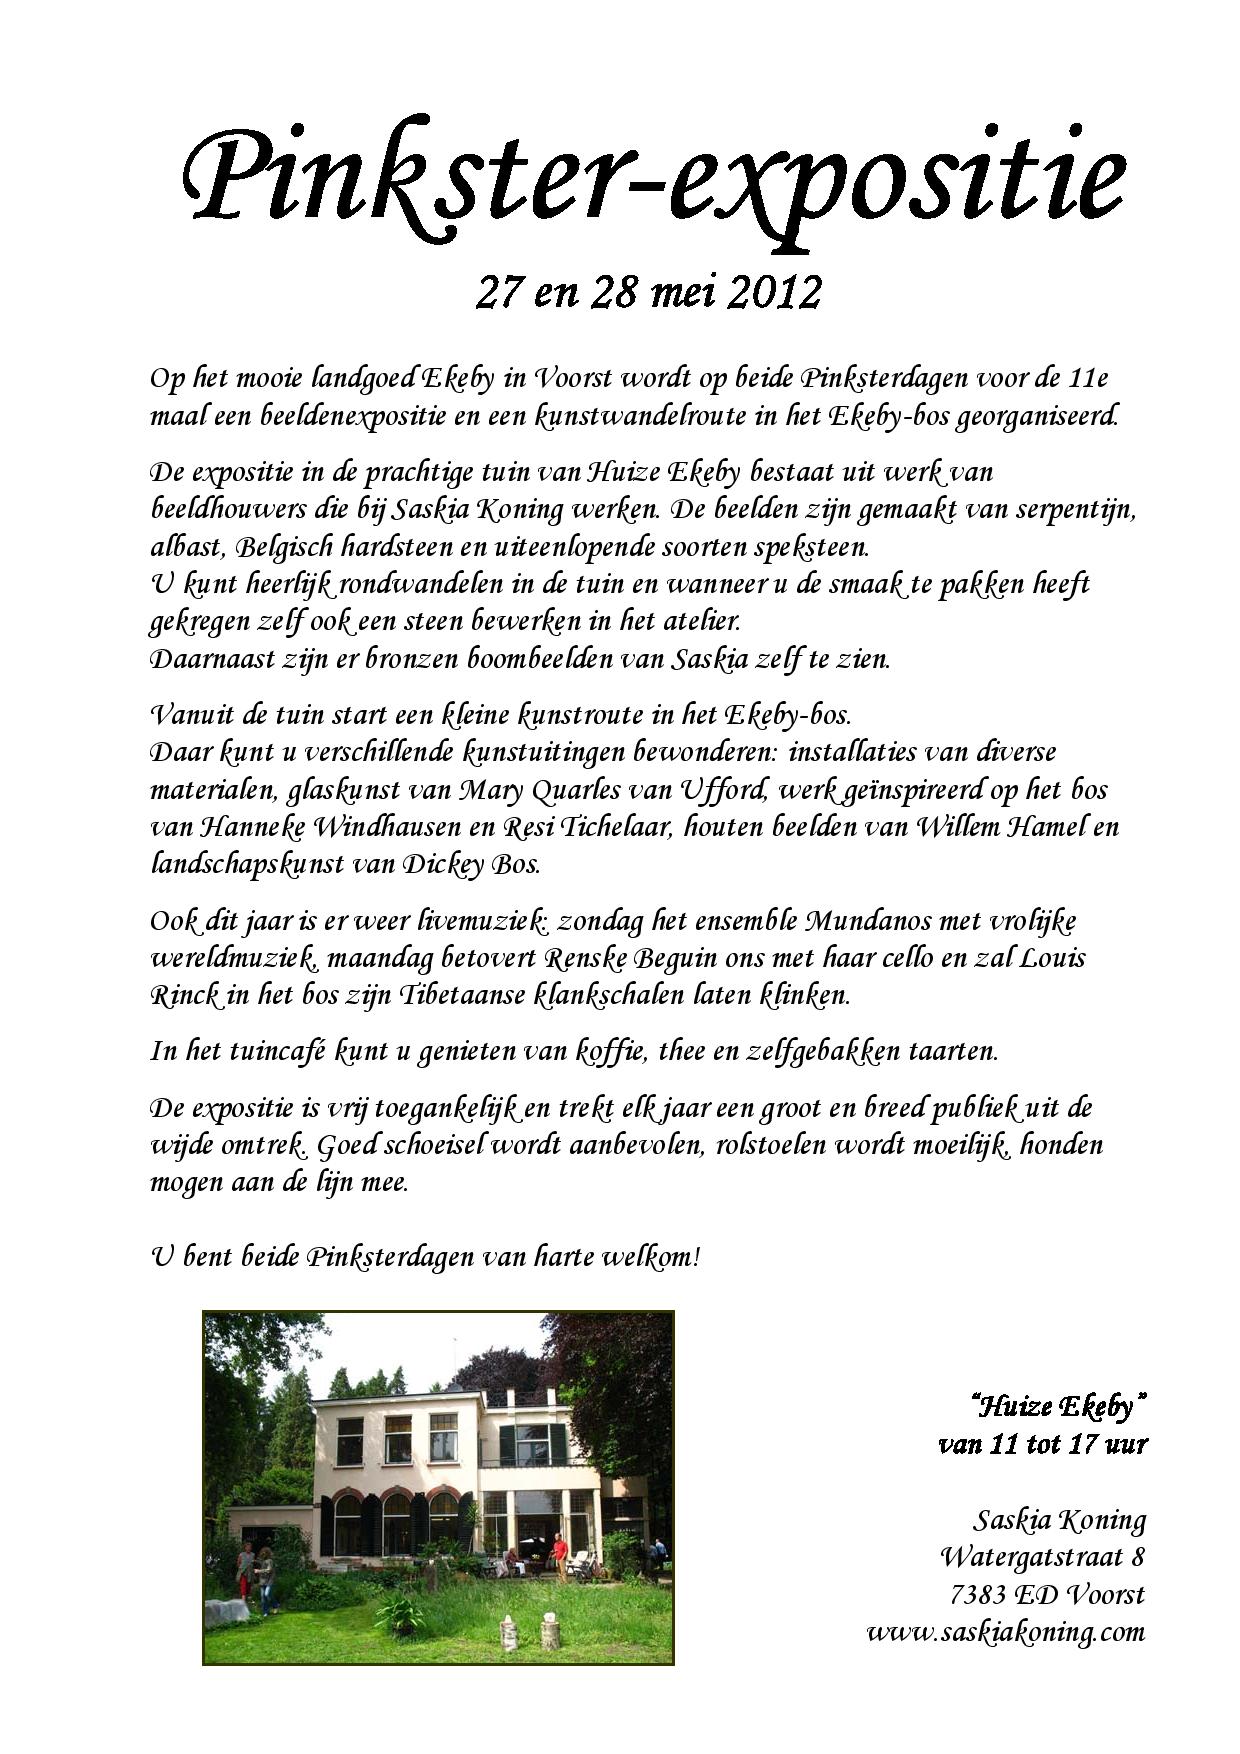 Pinkster-expositie
27 en 28 mei 2012
Op het mooie landgoed Ekeby in Voorst wordt op beide Pinksterdagen voor de 11e
maal een beeldenexpositie en een kunstwandelroute in het Ekeby-bos georganiseerd.
De expositie in de prachtige tuin van Huize Ekeby bestaat uit werk van
beeldhouwers die bij Saskia Koning werken. De beelden zijn gemaakt van serpentijn,
albast, Belgisch hardsteen en uiteenlopende soorten speksteen.
U kunt heerlijk rondwandelen in de tuin en wanneer u de smaak te pakken heeft
gekregen zelf ook een steen bewerken in het atelier.
Daarnaast zijn er bronzen boombeelden van Saskia zelf te zien.
Vanuit de tuin start een kleine kunstroute in het Ekeby-bos.
Daar kunt u verschillende kunstuitingen bewonderen: installaties van diverse
materialen, glaskunst van Mary Quarles van Ufford, werk geïnspireerd op het bos
van Hanneke Windhausen en Resi Tichelaar, houten beelden van Willem Hamel en
landschapskunst van Dickey Bos.
Ook dit jaar is er weer livemuziek: zondag het ensemble Mundanos met vrolijke
wereldmuziek, maandag betovert Renske Beguin ons met haar cello en zal Louis
Rinck in het bos zijn Tibetaanse klankschalen laten klinken.
In het tuincafé kunt u genieten van koffie, thee en zelfgebakken taarten.
De expositie is vrij toegankelijk en trekt elk jaar een groot en breed publiek uit de
wijde omtrek. Goed schoeisel wordt aanbevolen, rolstoelen wordt moeilijk, honden
mogen aan de lijn mee.
U bent beide Pinksterdagen van harte welkom!
“Huize Ekeby”
van 11 tot 17 uur
Saskia Koning
Watergatstraat 8
7383 ED Voorst
www.saskiakoning.com